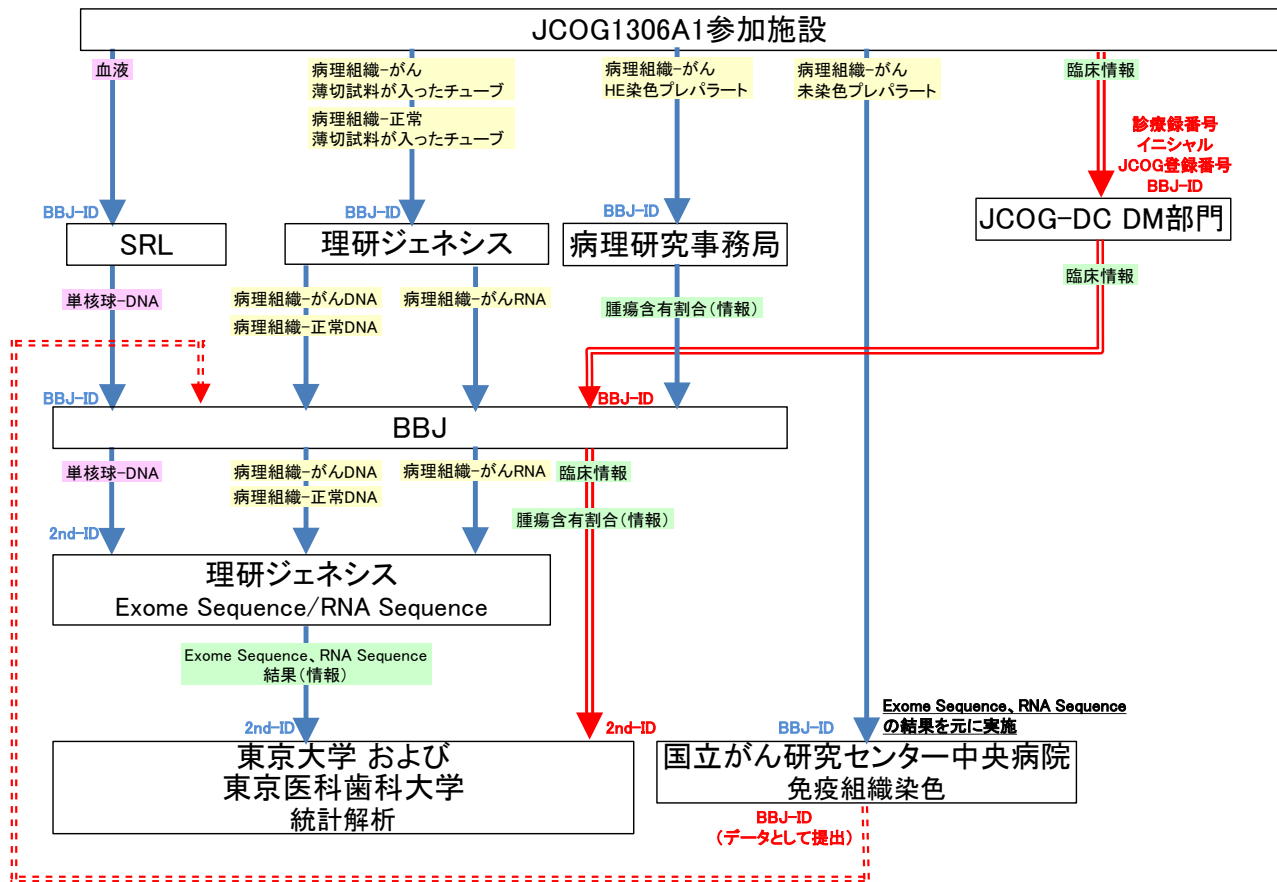 JCOG1306A1参加施設
血液
病理組織-がん
薄切試料が入ったチューブ
病理組織-正常
薄切試料が入ったチューブ
病理組織-がん
HE染色プレパラート
病理組織-がん
未染色プレパラート
臨床情報
診療録番号
イニシャル
JCOG登録番号
BBJ-ID
BBJ-ID
SRL
BBJ-ID
理研ジェネシス
BBJ-ID
病理研究事務局
JCOG-DC DM部門
単核球-DNA
病理組織-がんDNA
病理組織-正常DNA
病理組織-がんRNA
腫瘍含有割合(情報)
臨床情報
BBJ-ID
BBJ-ID
BBJ
単核球-DNA
病理組織-がんDNA
病理組織-正常DNA
病理組織-がんRNA
臨床情報
腫瘍含有割合(情報)
2nd-ID
理研ジェネシス
Exome Sequence/RNA Sequence
Exome Sequence、RNA Sequence
結果(情報)
2nd-ID
2nd-ID
東京大学 および
東京医科歯科大学
統計解析
Exome Sequence、RNA Sequence
の結果を元に実施
BBJ-ID
国立がん研究センター中央病院
免疫組織染色
BBJ-ID
(データとして提出)